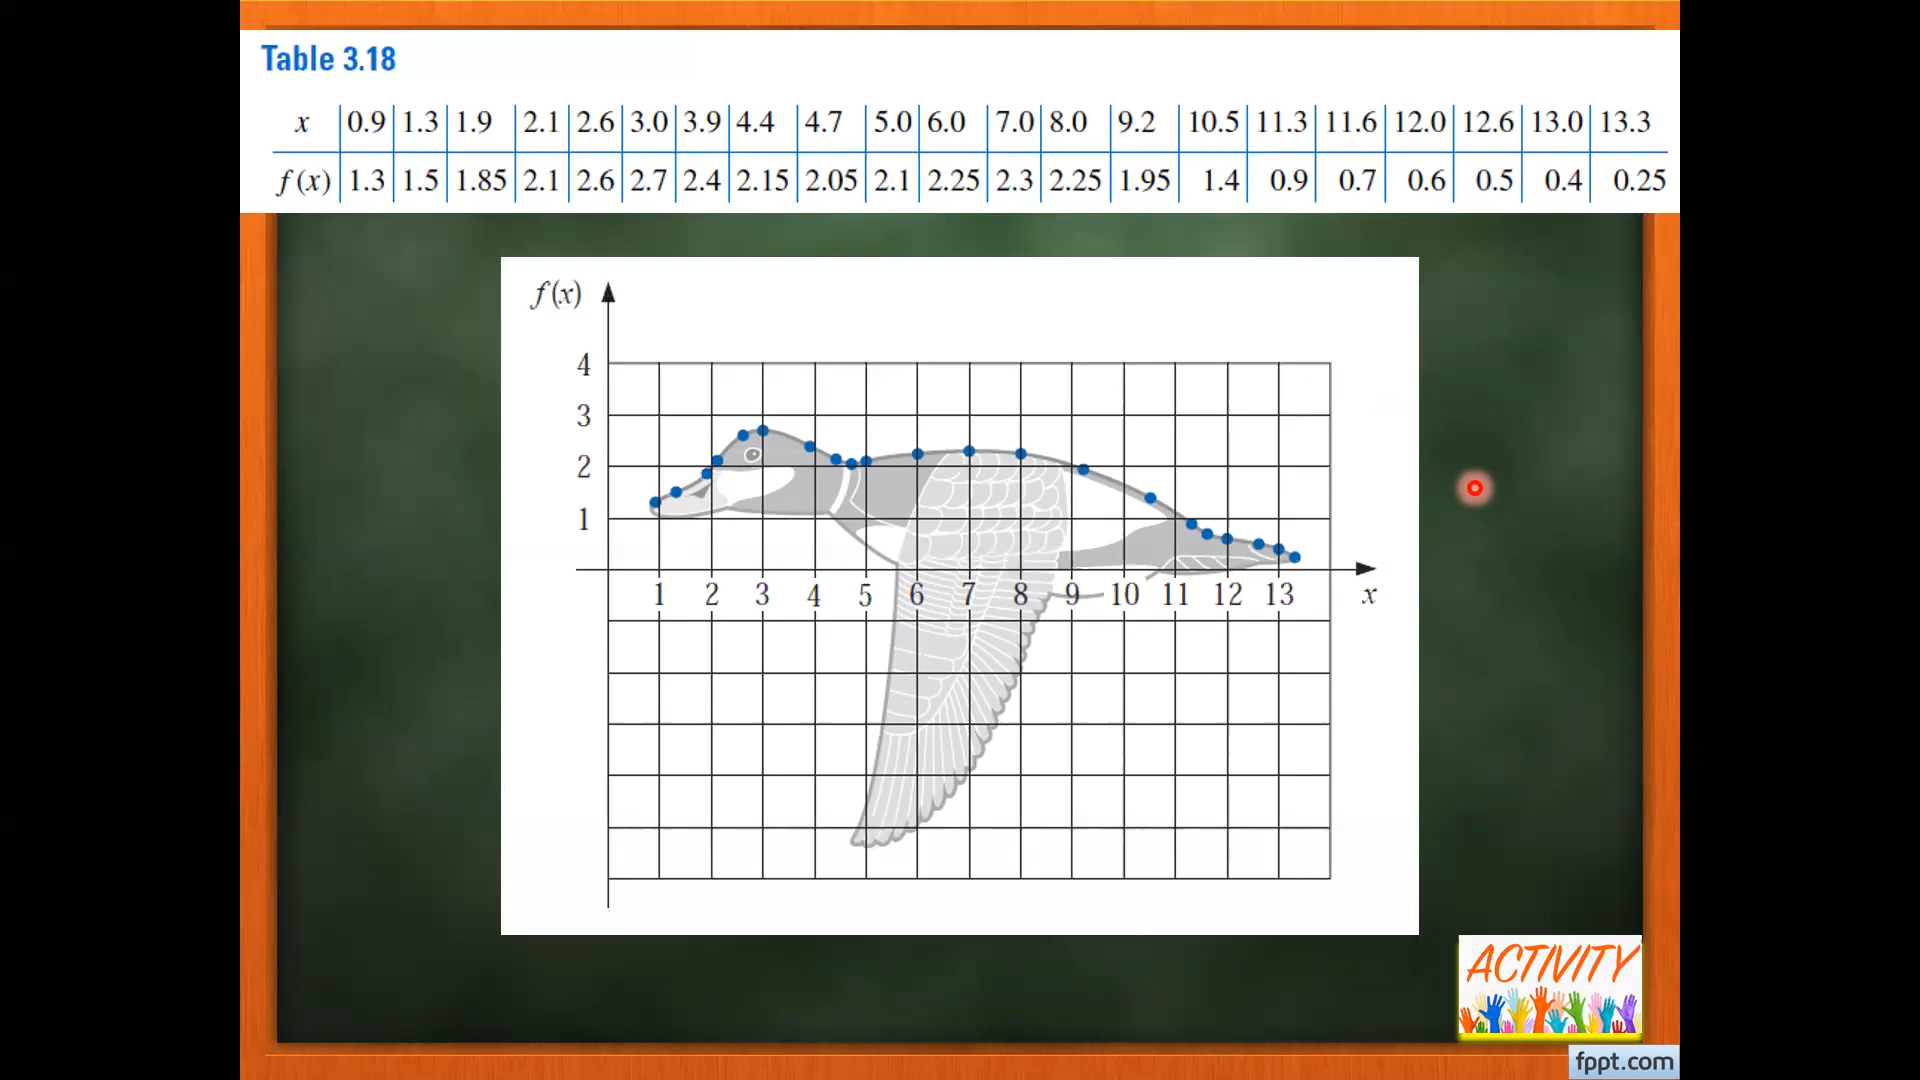 Table 3.18
x 0.9 1.3 1.9 2.1 2.6 3.0 3.9 4.4 4.7 5.0 6.0 7.0 8.0 9.2 10.5 11.3 11.6 12.0 12.6 13.0 13.3
f(x) 1.3 1.5 1.85 2.1 2.6 2.7 2.4 2.15 2.05 2.1 2.25 2.3 2.25 1.95 1.4 0.9 0.7 0.6 0.5 0.4 0.25
f(x)
4
3
2
1
1 2 3 4 5 6 7 8 9 10 11 12 13 x
ACTIVITY
fppt.com